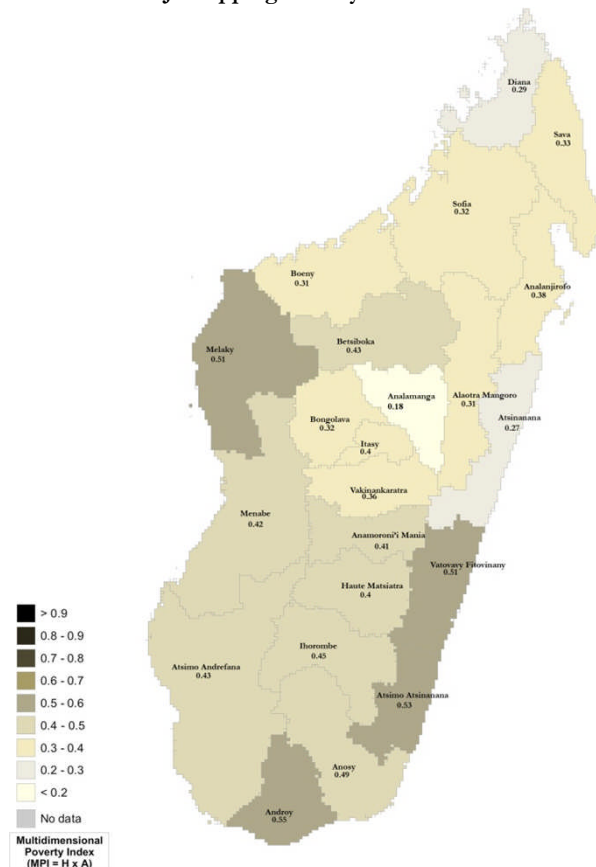 Diana
0.29
Sava
0.33
Sofia
0.32
Boeny
0.31
Analanjirofo
0.38
Betsiboka
0.43
Melaky
0.51
Analamanga
0.18
Alaotra Mangoro
0.31
Atsinanana
0.27
Bongolava
0.32
Itasy
0.4
Vakinankaratra
0.36
Menabe
0.42
Anamoroni'i Mania
0.41
Vatovavy Fitovinany
0.51
Haute Matsiatra
0.4
Ihorombe
0.45
Atsimo Andrefana
0.43
Atsimo Atsinanana
0.53
Anosy
0.49
Androy
0.55
> 0.9
0.8 - 0.9
0.7 - 0.8
0.6 - 0.7
0.5 - 0.6
0.4 - 0.5
0.3 - 0.4
0.2 - 0.3
< 0.2
No data
Multidimensional
Poverty Index
(MPI = H x A)